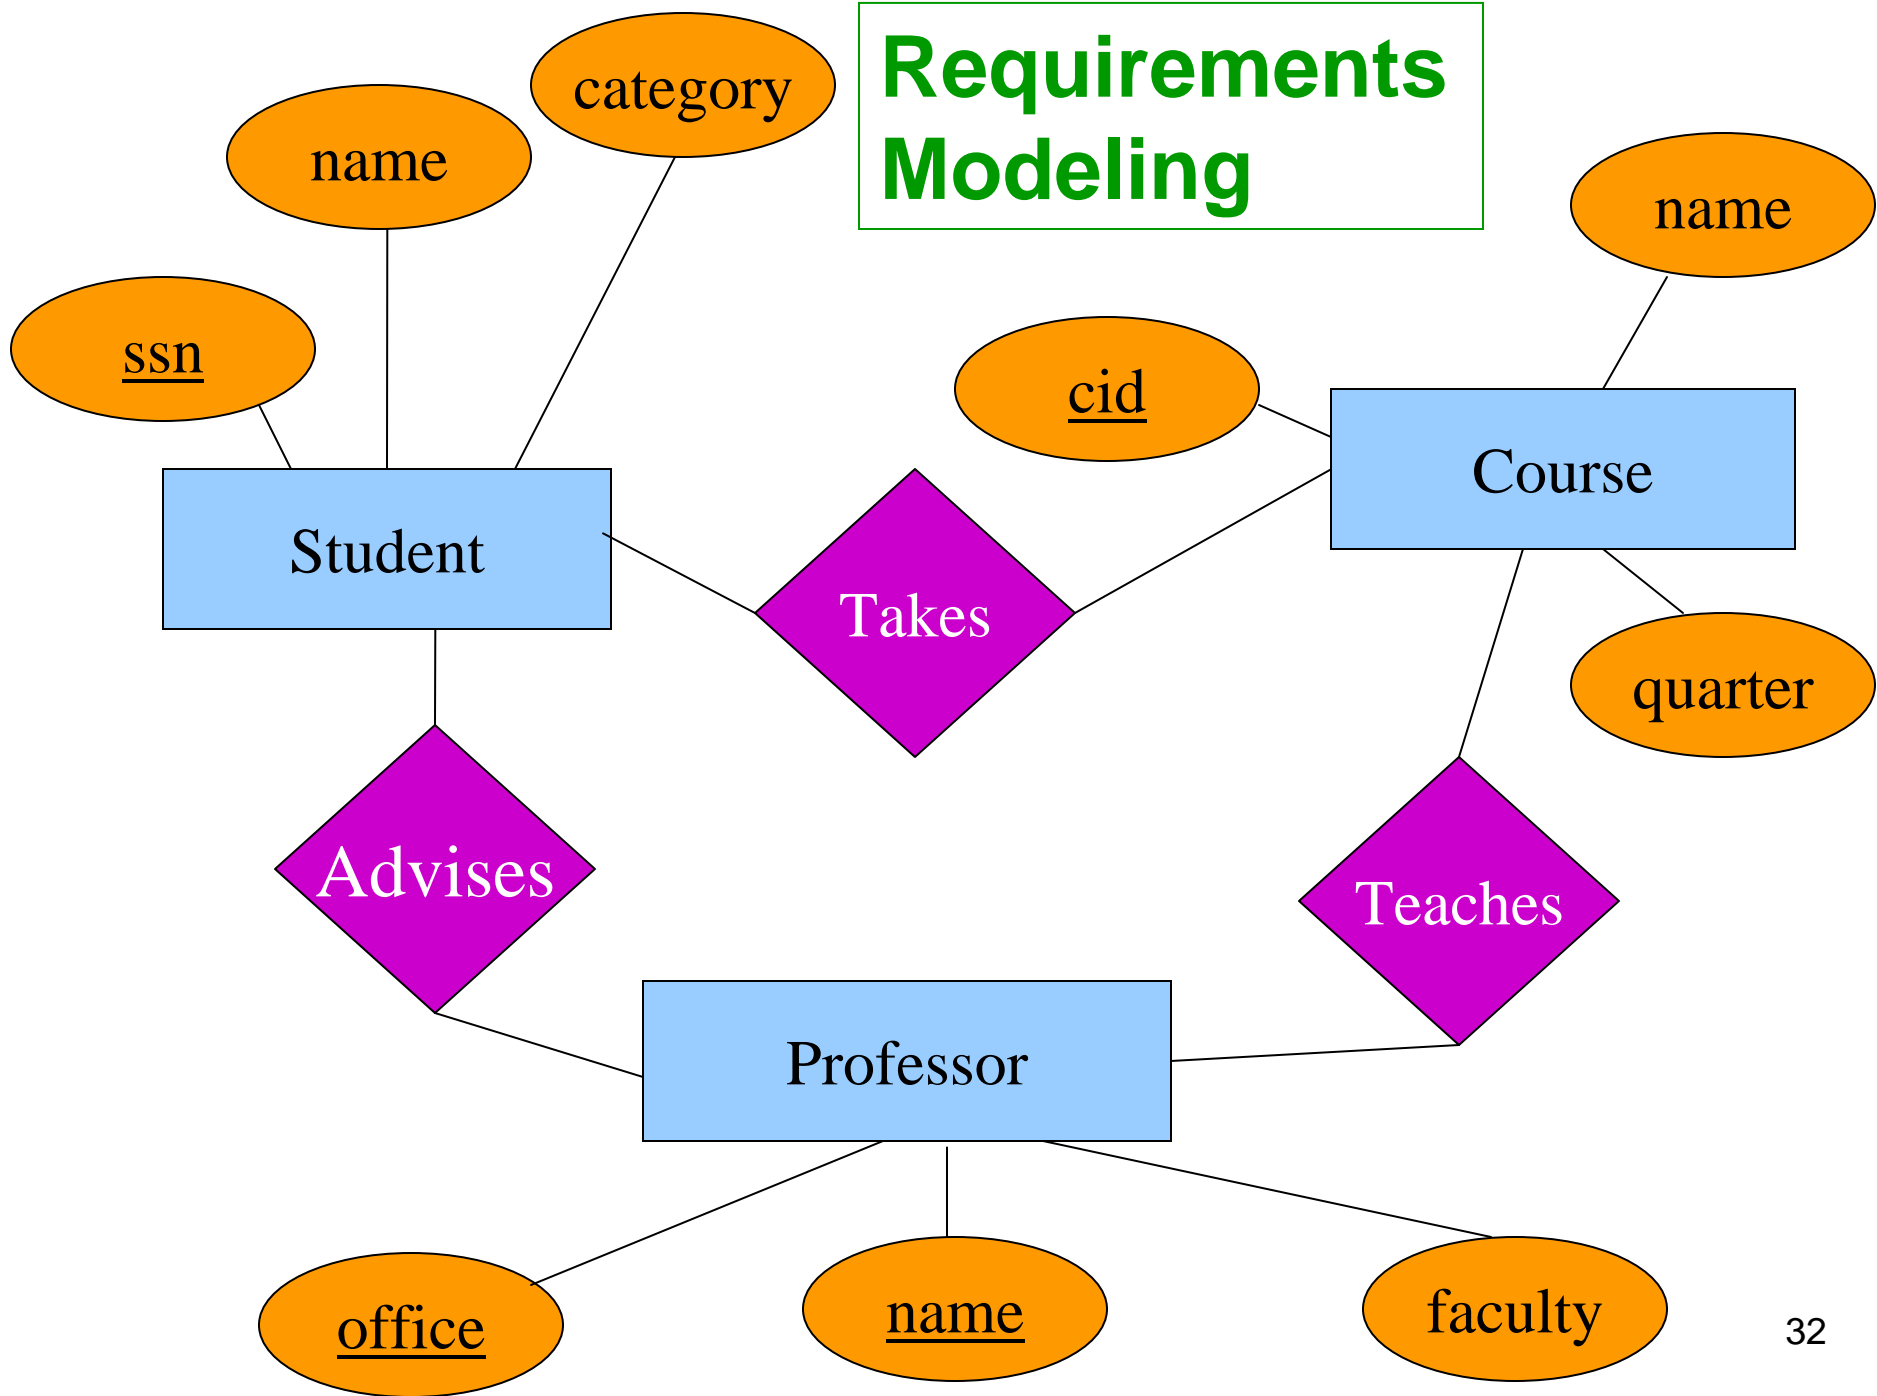 category
Requirements
Modeling
name
name
ssn
cid
Course
Student
Takes
quarter
Advises
Teaches
Professor
office
name
faculty
32